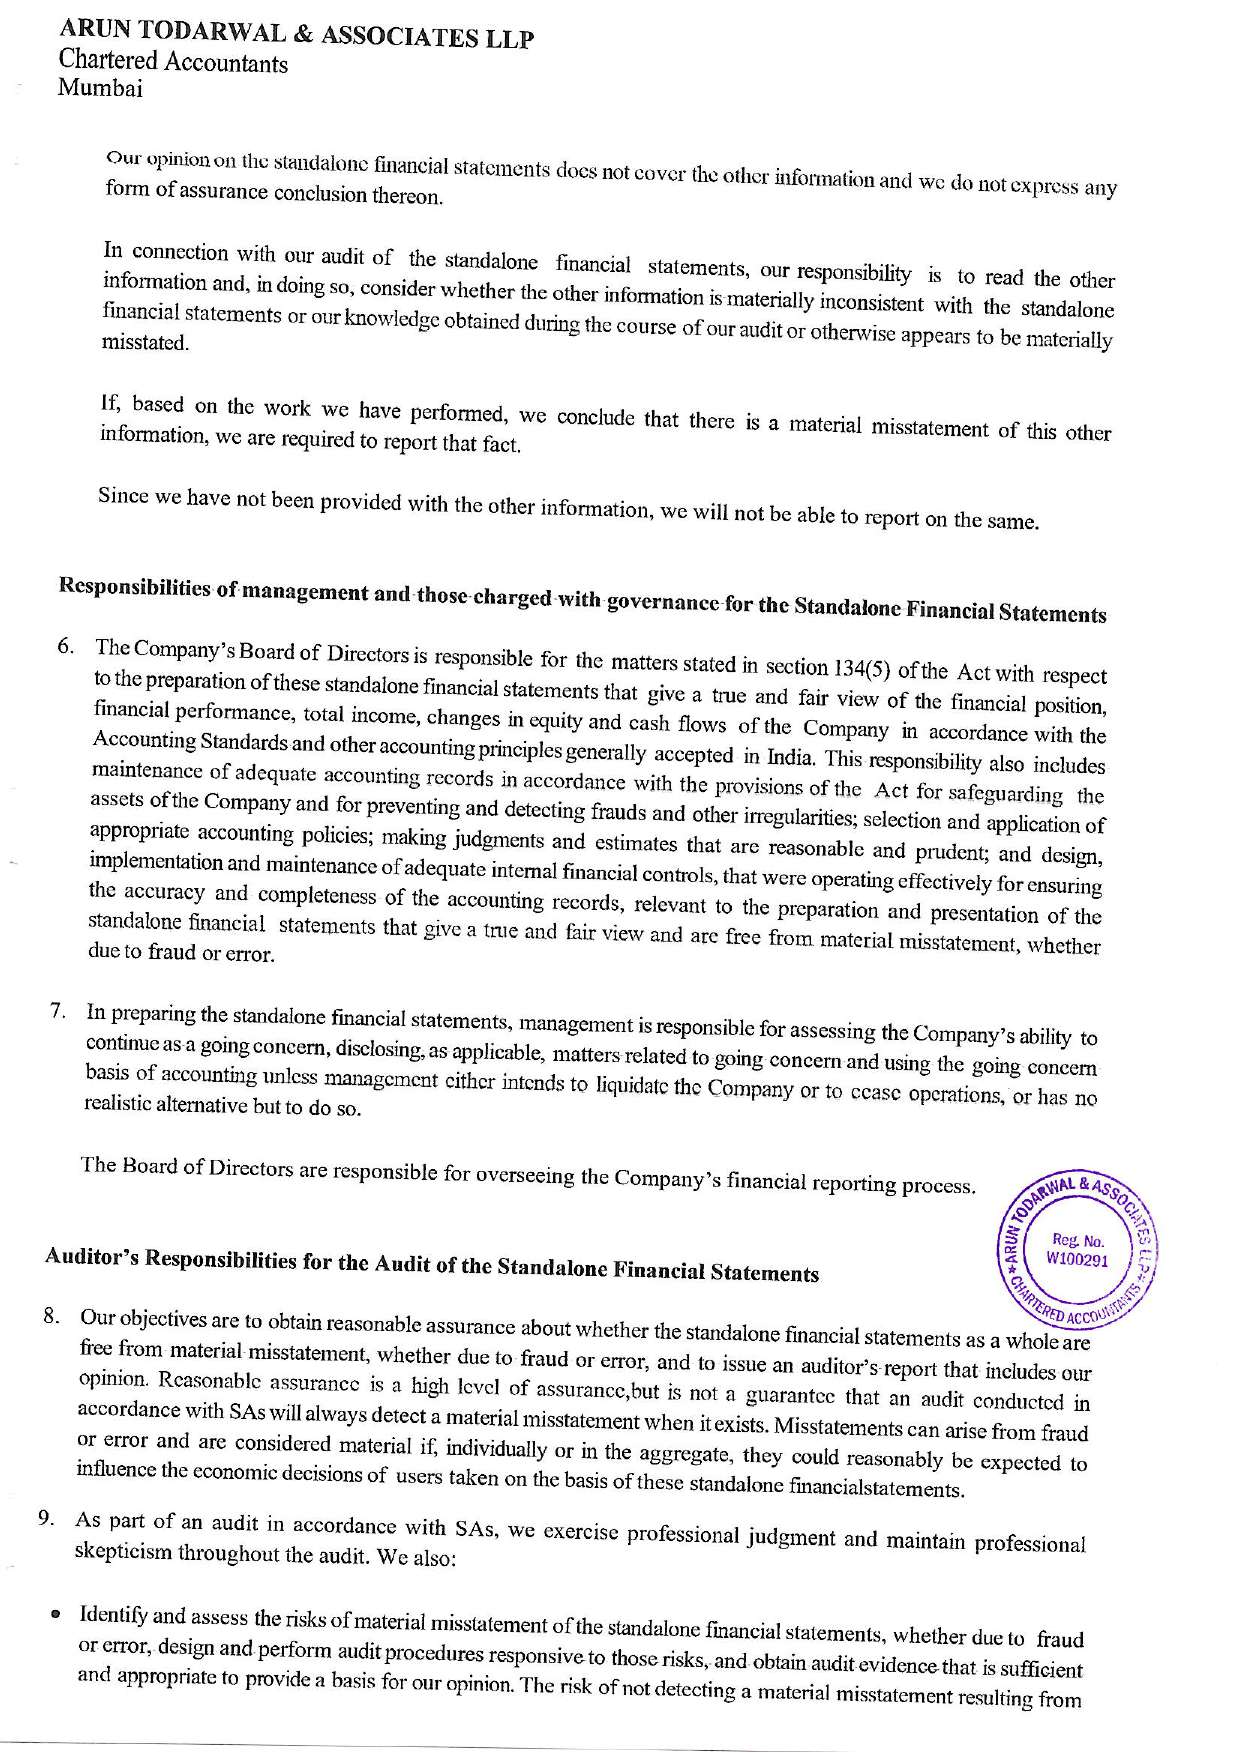 ARUN TODARWAL & ASSOCIATES LLP
Chartered Accountants
Mumbai
Our opinion on the standalone financial statements does not cover the other information and we do not express any
form of assurance conclusion thereon.
In connection with our audit of the standalone financial statements, our responsibility is to read the other
information and, in doing so, consider whether the other information is materially inconsistent with the standalone
financial statements or our knowledge obtained during the course of our audit or otherwise appears to be materially
misstated.
If, based on the work we have performed, we conclude that there is a material misstatement of this other
information, we are required to report that fact.
Since we have not been provided with the other information, we will not be able to report on the same.
Responsibilities of management and those charged with governance for the Standalone Financial Statements
6. The Company's Board of Directors is responsible for the matters stated in section 134(5) of the Act with respect
to the preparation of these standalone financial statements that give a true and fair view of the financial position,
financial performance, total income, changes in equity and cash flows of the Company in accordance with the
Accounting Standards and other accounting principles generally accepted in India. This responsibility also includes
maintenance of adequate accounting records in accordance with the provisions of the Act for safeguarding the
assets of the Company and for preventing and detecting frauds and other irregularities; selection and application of
appropriate accounting policies; making judgments and estimates that are reasonable and prudent; and design,
implementation and maintenance of adequate internal financial controls, that were operating effectively for ensuring
the accuracy and completeness of the accounting records, relevant to the preparation and presentation of the
standalone financial statements that give a true and fair view and are free from material misstatement, whether
due to fraud or error.
7. In preparing the standalone financial statements, management is responsible for assessing the Company's ability to
continue as a going concern, disclosing, as applicable, matters related to going concern and using the going concern
basis of accounting unless management either intends to liquidate the Company or to cease operations, or has no
realistic alternative but to do so.
The Board of Directors are responsible for overseeing the Company's financial reporting process.
ARUN TODARWAL & ASSOCIATES LLP
Reg. No.
W100291
CHARTERED ACCOUNTANTS
Auditor's Responsibilities for the Audit of the Standalone Financial Statements
8. Our objectives are to obtain reasonable assurance about whether the standalone financial statements as a whole are
free from material misstatement, whether due to fraud or error, and to issue an auditor's report that includes our
opinion. Reasonable assurance is a high level of assurance,but is not a guarantee that an audit conducted in
accordance with SAs will always detect a material misstatement when it exists. Misstatements can arise from fraud
or error and are considered material if, individually or in the aggregate, they could reasonably be expected to
influence the economic decisions of users taken on the basis of these standalone financialstatements.
9. As part of an audit in accordance with SAs, we exercise professional judgment and maintain professional
skepticism throughout the audit. We also:
• Identify and assess the risks of material misstatement of the standalone financial statements, whether due to fraud
or error, design and perform audit procedures responsive to those risks, and obtain audit evidence that is sufficient
and appropriate to provide a basis for our opinion. The risk of not detecting a material misstatement resulting from